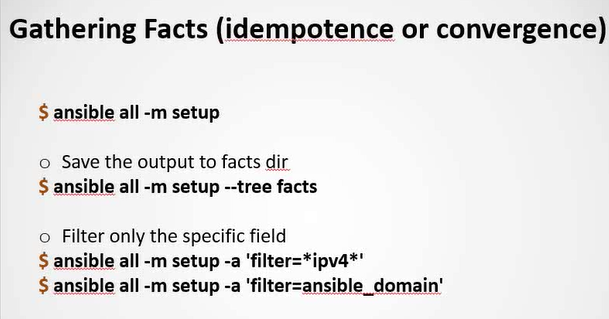 Gathering Facts (idempotence or convergence)
$ ansible all -m setup
o Save the output to facts dir
$ ansible all -m setup --tree facts
o Filter only the specific field
$ ansible all -m setup -a 'filter=*ipv4*'
$ ansible all -m setup -a 'filter=ansible_domain'